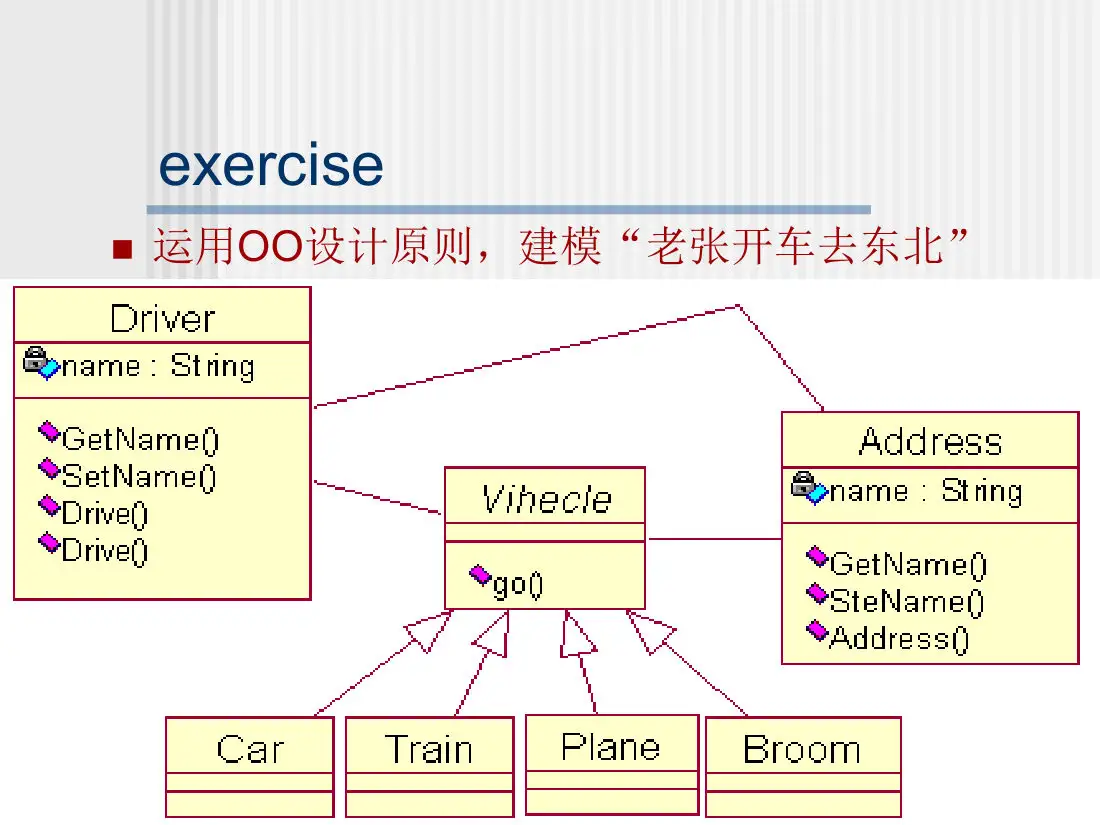 exercise
运用OO设计原则，建模“老张开车去东北”
Driver
name : String
GetName()
SetName()
Drive()
Drive()
Vihecle
go()
Address
name : String
GetName()
SteName()
Address()
Car
Train
Plane
Broom